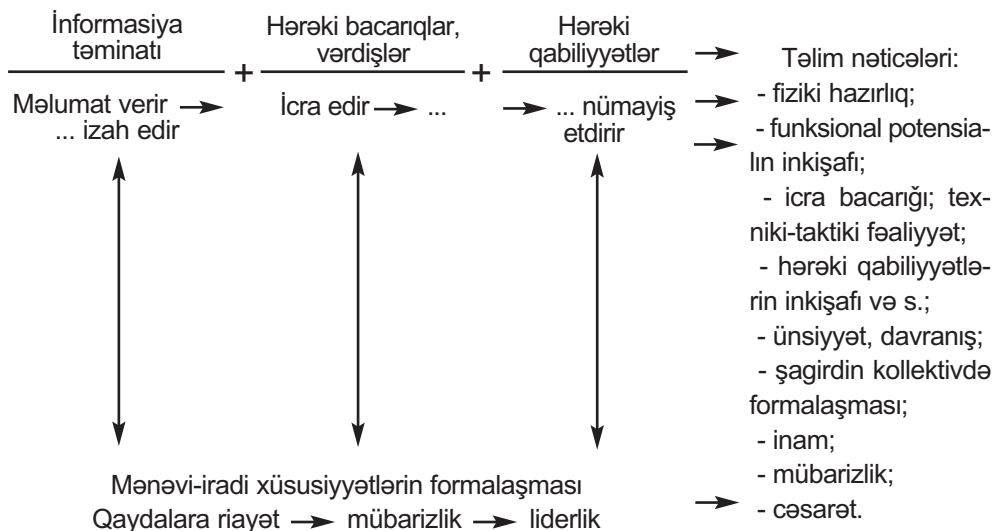 İnformasiya
təminatı
+
Hərəki bacarıqlar,
vərdişlər
+
Hərəki
qabiliyyətlər
Məlumat verir →
... izah edir
İcra edir → ...
→ ... nümayiş
etdirir
Mənəvi-iradi xüsusiyyətlərin formalaşması
Qaydalara riayət → mübarizlik → liderlik
Təlim nəticələri:
- fiziki hazırlıq;
- funksional potensia-
lın inkişafı;
- icra bacarığı; tex-
niki-taktiki fəaliyyət;
- hərəki qabiliyyətlə-
rin inkişafı və s.;
- ünsiyyət, davranış;
- şagirdin kollektivdə
formalaşması;
- inam;
- mübarizlik;
- cəsarət.